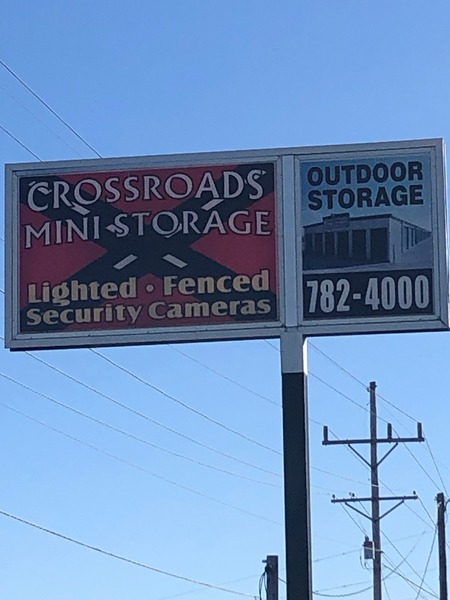 CROSSROADS
MINI STORAGE
Lighted • Fenced
Security Cameras
OUTDOOR
STORAGE
782-4000